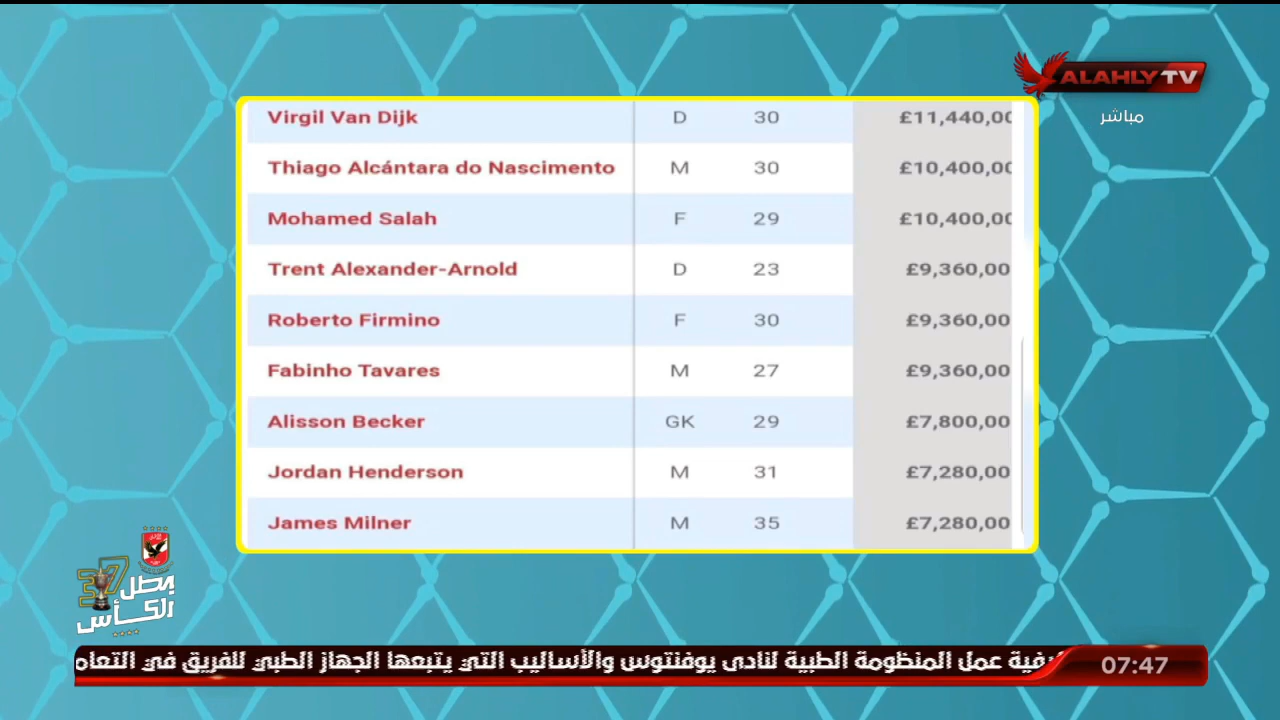 ALAHLY TV
مباشر
Virgil Van Dijk D 30 £11,440,00
Thiago Alcántara do Nascimento M 30 £10,400,00
Mohamed Salah F 29 £10,400,00
Trent Alexander-Arnold D 23 £9,360,00
Roberto Firmino F 30 £9,360,00
Fabinho Tavares M 27 £9,360,00
Alisson Becker GK 29 £7,800,00
Jordan Henderson M 31 £7,280,00
James Milner M 35 £7,280,00
37
بطل
الكأس
عمل المنظومة الطبية لنادى يوفنتوس والأساليب التي يتبعها الجهاز الطبي للفريق في
07:47